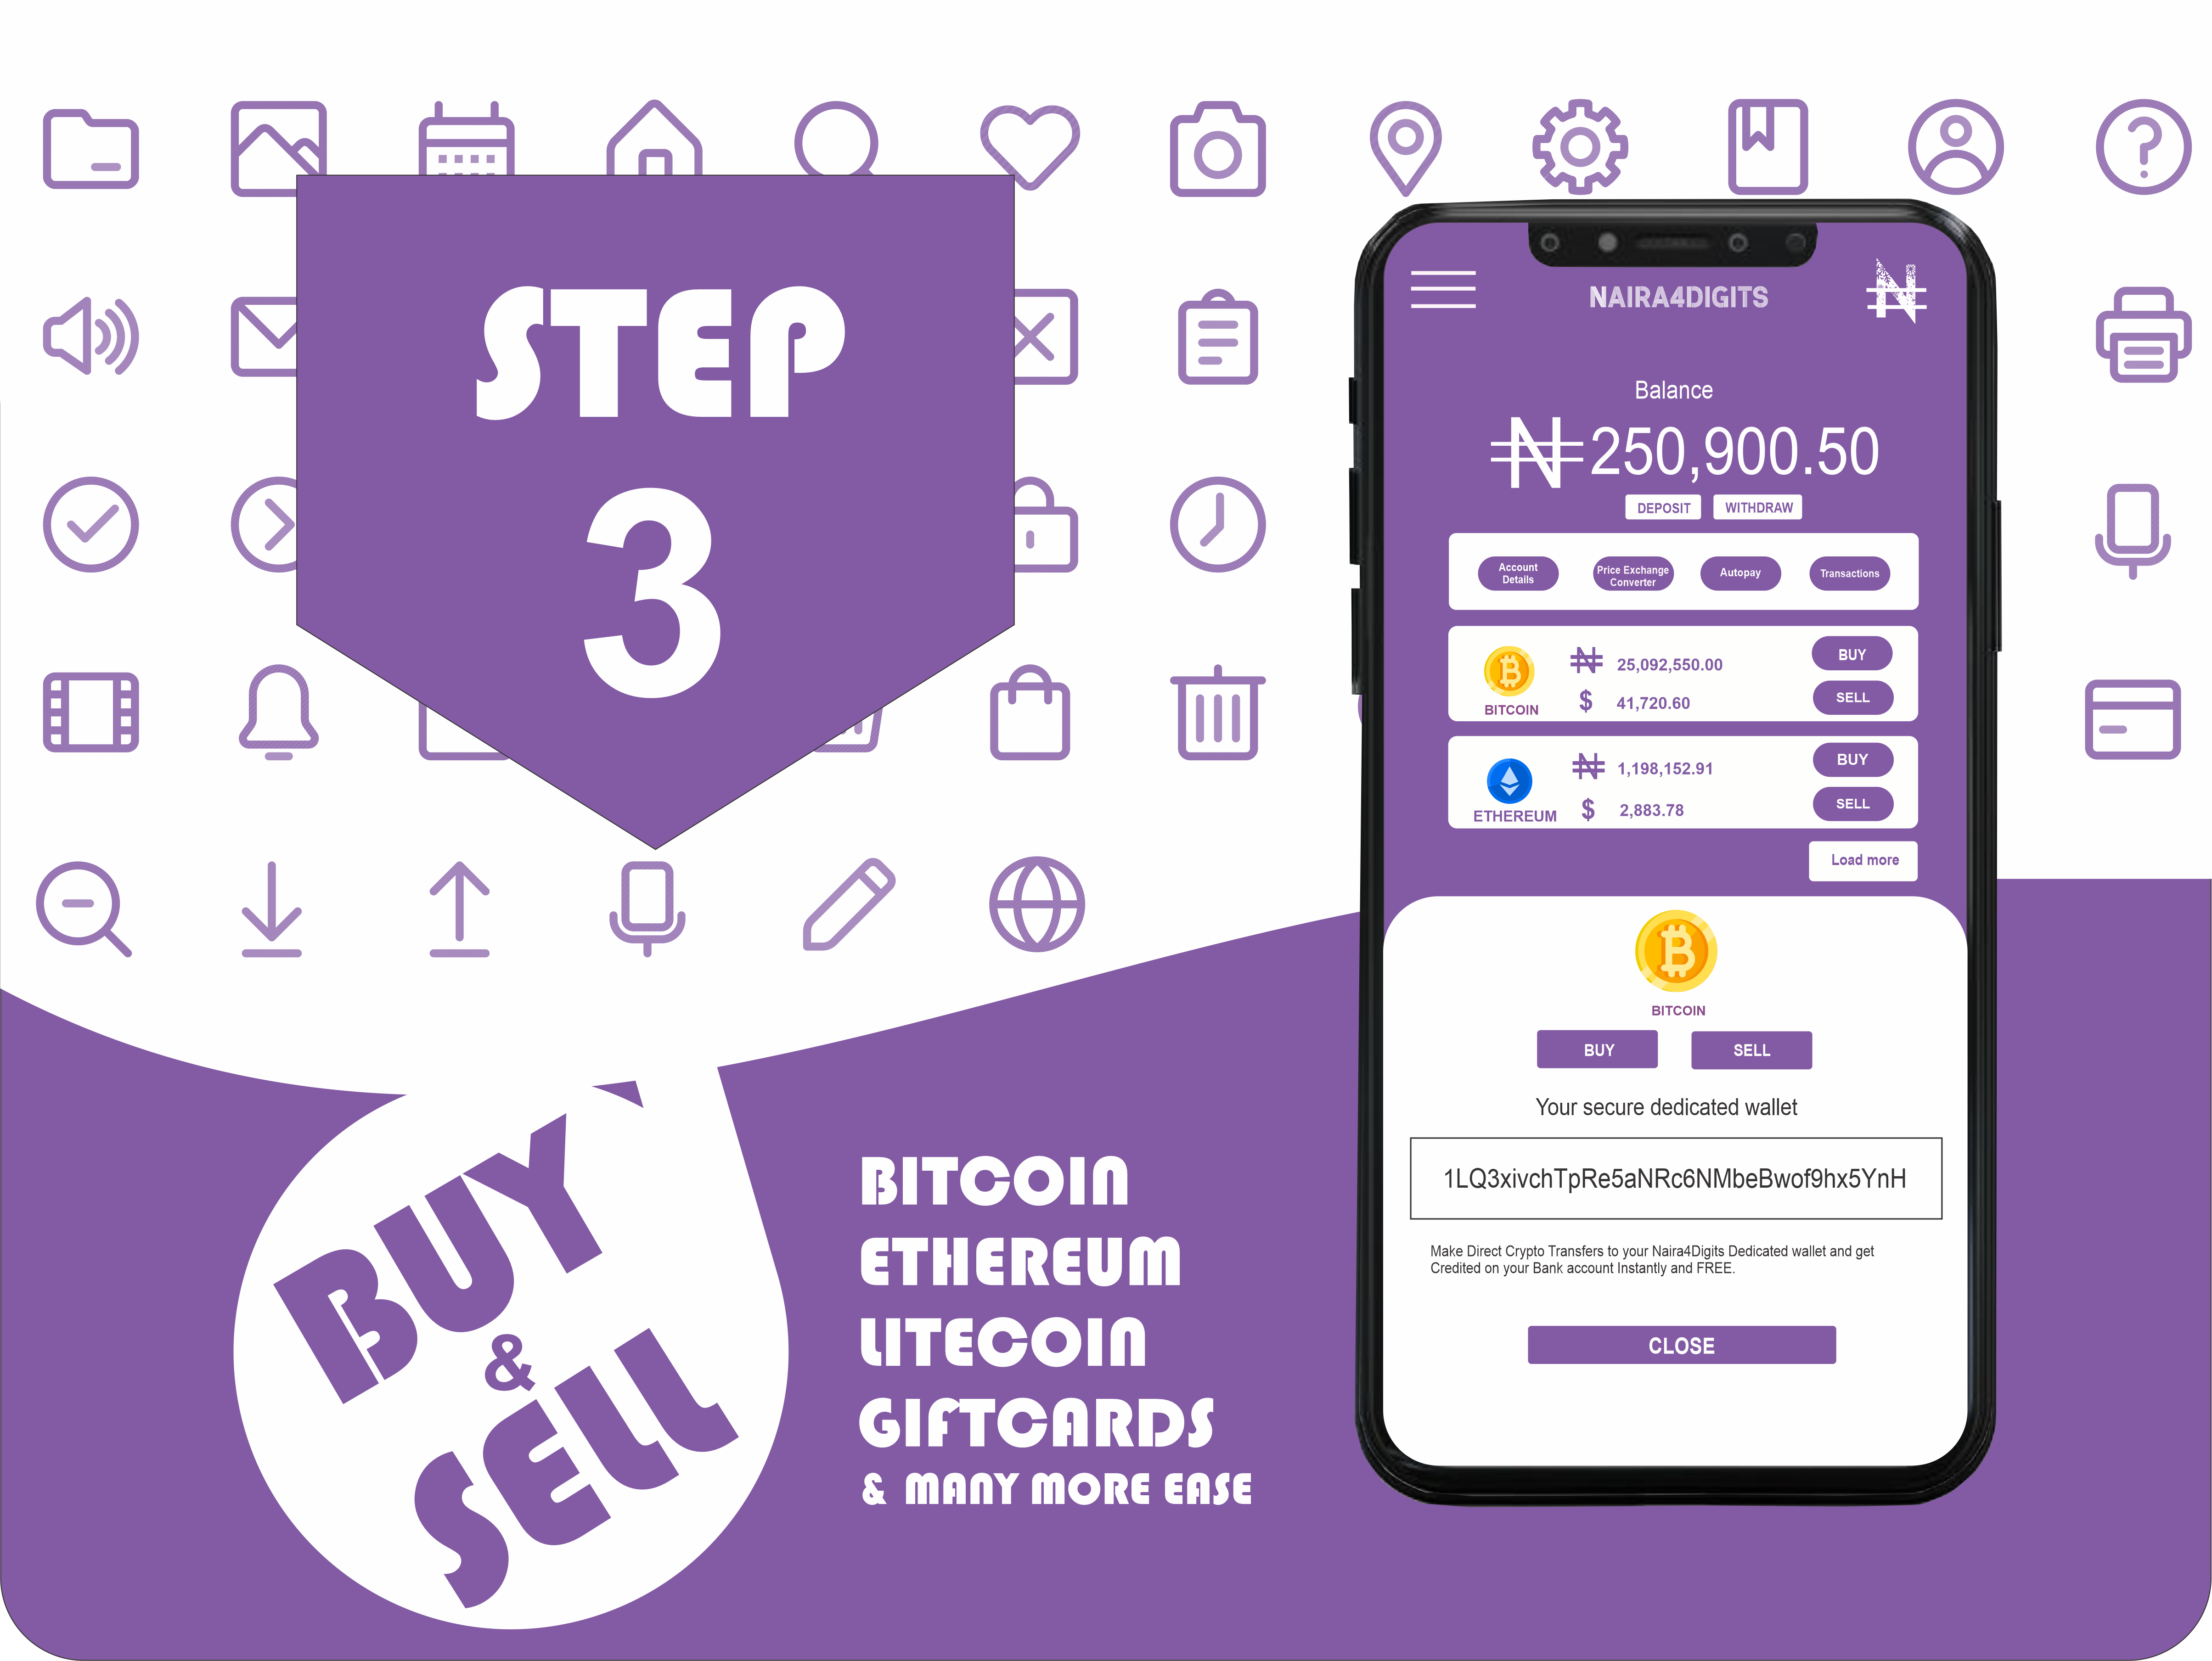 STEP
3
BUY
&
SELL
BITCOIN
ETHEREUM
LITECOIN
GIFTCARDS
& MANY MORE EASE
NAIRA4DIGITS
Balance
₦250,900.50
DEPOSIT WITHDRAW
Account
Details
Price Exchange
Converter
Autopay
Transactions
₦ 25,092,550.00
BUY
$ 41,720.60
SELL
BITCOIN
₦ 1,198,152.91
BUY
$ 2,883.78
SELL
ETHEREUM
Load more
BITCOIN
BUY SELL
Your secure dedicated wallet
1LQ3xivchTpRe5aNRc6NMbeBwof9hx5YnH
Make Direct Crypto Transfers to your Naira4Digits Dedicated wallet and get
Credited on your Bank account Instantly and FREE.
CLOSE